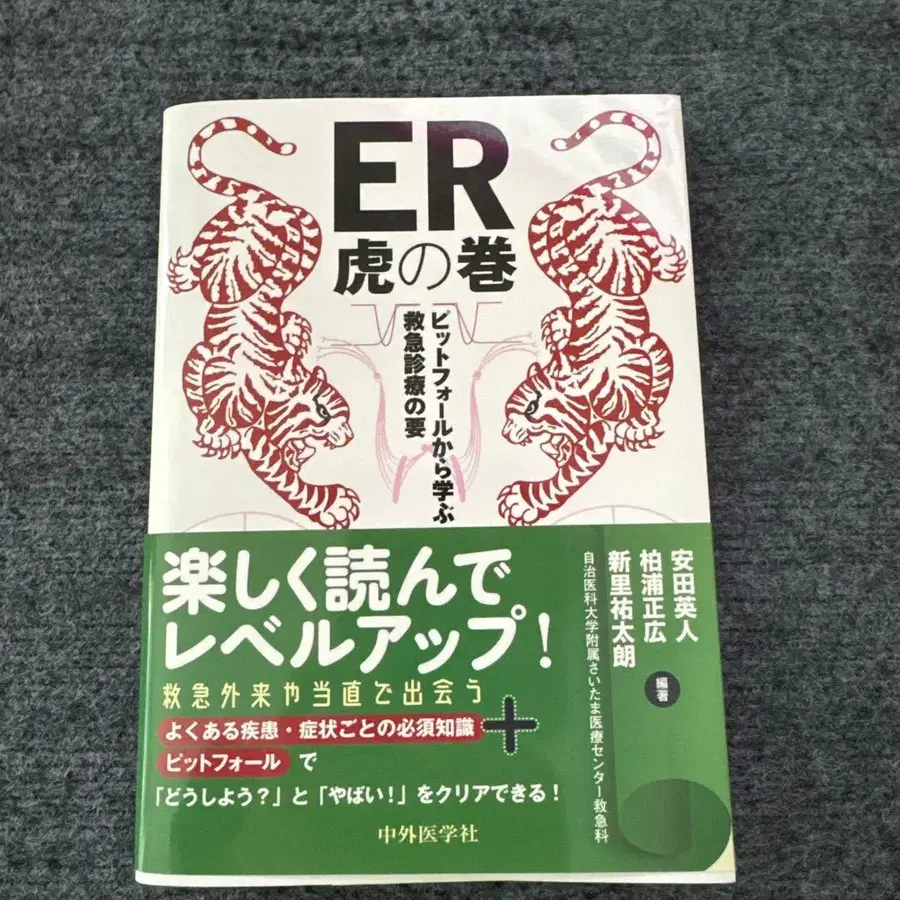 ER
虎の巻
ピットフォールから学ぶ
救急診療の要
安田英人
柏浦正広
新里祐太朗
編著
自治医科大学附属さいたま医療センター救急科
楽しく読んで
レベルアップ!
救急外来や当直で出会う
よくある疾患・症状ごとの必須知識
+
ピットフォール で
「どうしよう?」と「やばい!」をクリアできる!
中外医学社